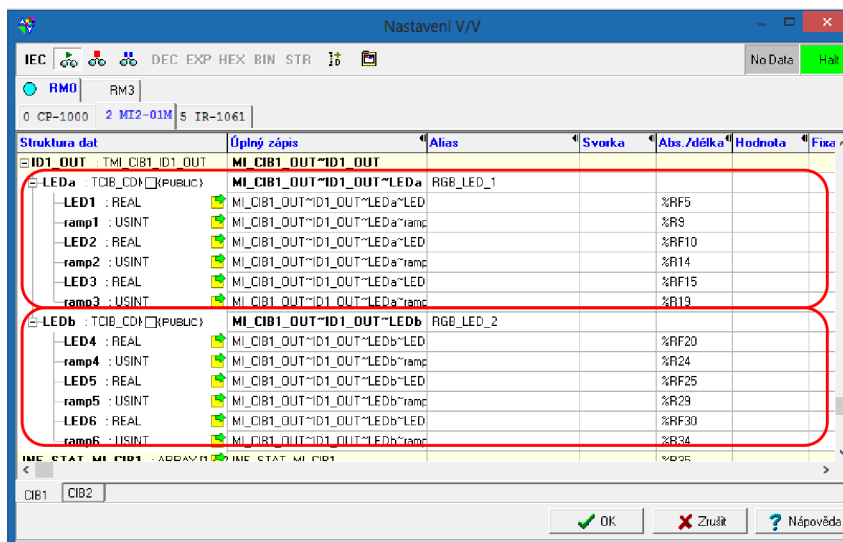 Nastavení V/V
IEC DEC EXP HEX BIN STR No Data Halt
RM0 RM3
0 CP-1000 2 MI2-01M 5 IR-1061
Struktura dat Úplný zápis Alias Svorka Abs./délka Hodnota Fixa
ID1_OUT : TMI_CIB1_ID1_OUT MI_CIB1_OUT~ID1_OUT
LEDa : TCIB_CDI {PUBLIC} MI_CIB1_OUT~ID1_OUT~LEDa RGB_LED_1
LED1 : REAL MI_CIB1_OUT~ID1_OUT~LEDa~LED %RF5
ramp1 : USINT MI_CIB1_OUT~ID1_OUT~LEDa~ramp %R9
LED2 : REAL MI_CIB1_OUT~ID1_OUT~LEDa~LED %RF10
ramp2 : USINT MI_CIB1_OUT~ID1_OUT~LEDa~ramp %R14
LED3 : REAL MI_CIB1_OUT~ID1_OUT~LEDa~LED %RF15
ramp3 : USINT MI_CIB1_OUT~ID1_OUT~LEDa~ramp %R19
LEDb : TCIB_CDI {PUBLIC} MI_CIB1_OUT~ID1_OUT~LEDb RGB_LED_2
LED4 : REAL MI_CIB1_OUT~ID1_OUT~LEDb~LED %RF20
ramp4 : USINT MI_CIB1_OUT~ID1_OUT~LEDb~ramp %R24
LED5 : REAL MI_CIB1_OUT~ID1_OUT~LEDb~LED %RF25
ramp5 : USINT MI_CIB1_OUT~ID1_OUT~LEDb~ramp %R29
LED6 : REAL MI_CIB1_OUT~ID1_OUT~LEDb~LED %RF30
ramp6 : USINT MI_CIB1_OUT~ID1_OUT~LEDb~ramp %R34
INF_STAT_MI_CIB1 : ARRAY [1 INF_STAT_MI_CIB1 %R35
CIB1 CIB2
OK Zrušit Nápověda